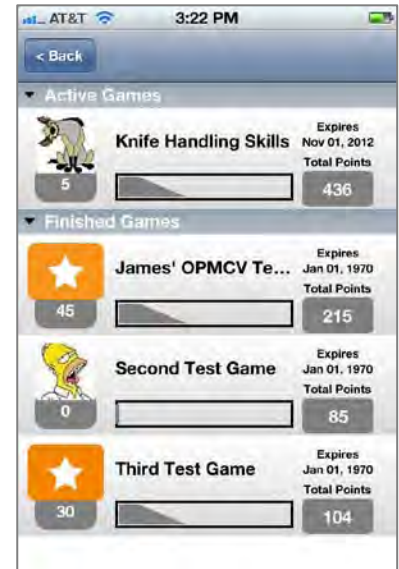 AT&T 3:22 PM
< Back
Active Games
Knife Handling Skills
Expires
Nov 01, 2012
Total Points
5
436
Finished Games
James' OPMCV Te...
Expires
Jan 01, 1970
Total Points
45
215
Second Test Game
Expires
Jan 01, 1970
Total Points
0
85
Third Test Game
Expires
Jan 01, 1970
Total Points
30
104